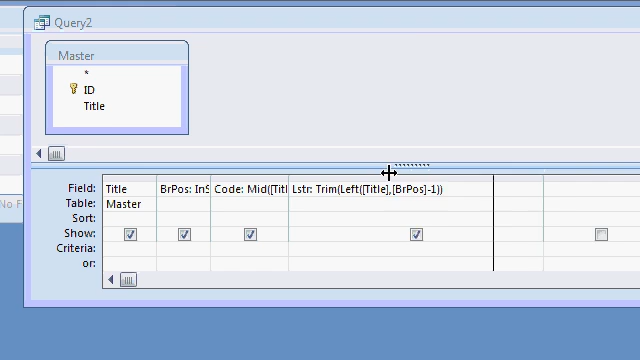 Query2
Master
*
ID
Title
Field: Title BrPos: InS Code: Mid([Titl Lstr: Trim(Left([Title],[BrPos]-1))
Table: Master
Sort:
Show:
Criteria:
or:
No F